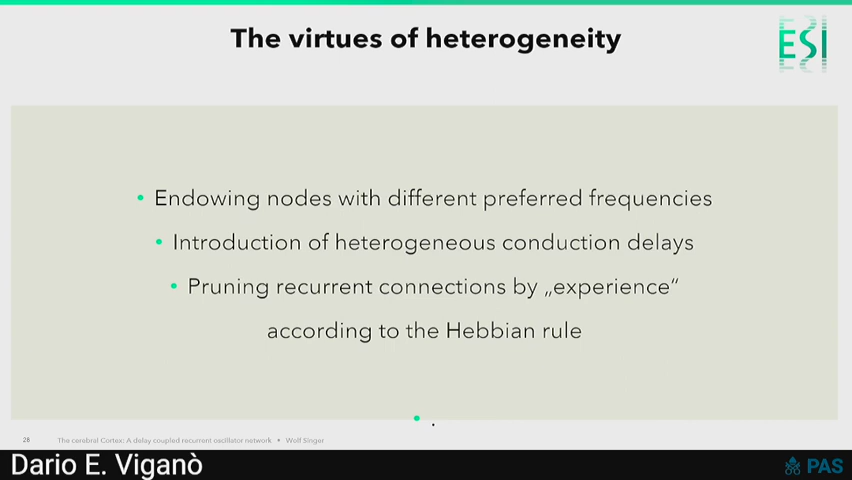 The virtues of heterogeneity
ESI
• Endowing nodes with different preferred frequencies
• Introduction of heterogeneous conduction delays
• Pruning recurrent connections by „experience“
according to the Hebbian rule
• .
28 The cerebral Cortex: A delay coupled recurrent oscillator network • Wolf Singer
Dario E. Viganò
PAS